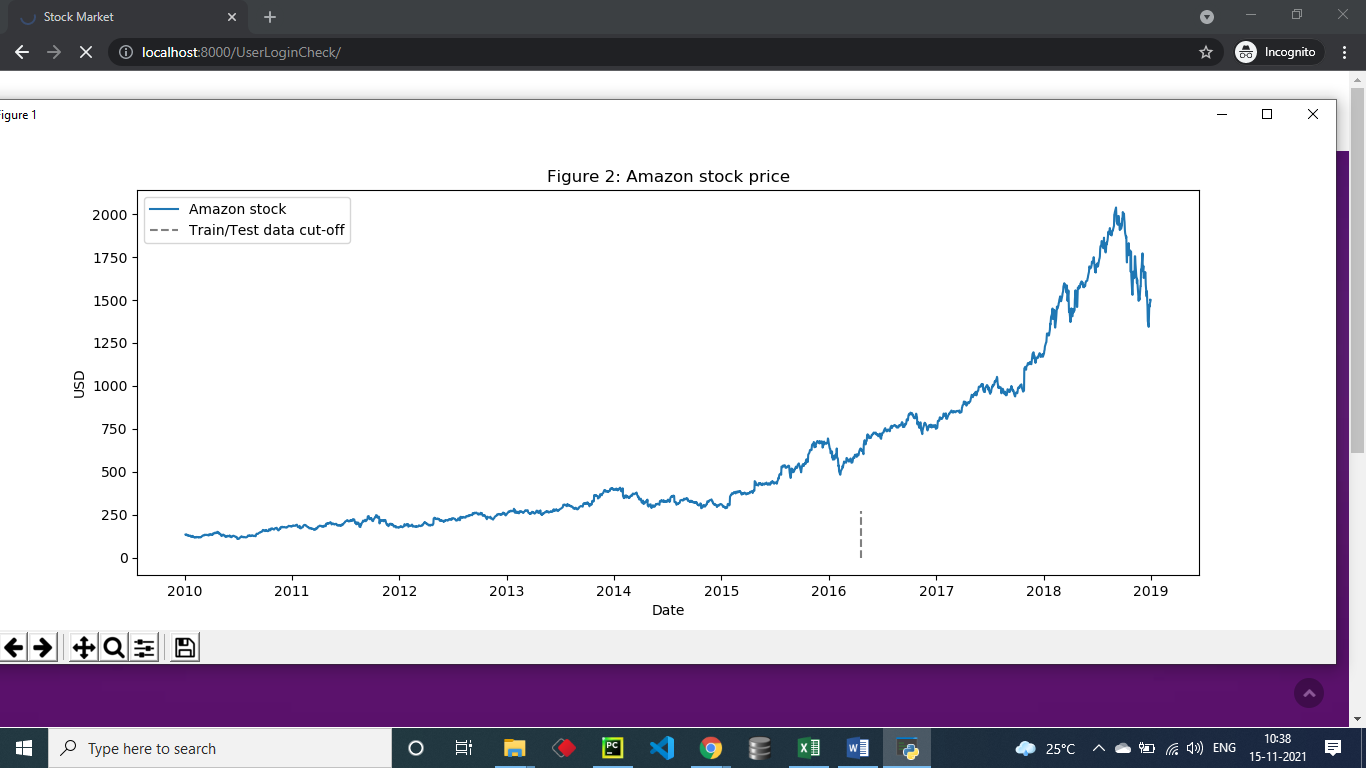 Stock Market
localhost:8000/UserLoginCheck/
Incognito
igure 1
Figure 2: Amazon stock price
Amazon stock
Train/Test data cut-off
2000
1750
1500
1250
1000
750
500
250
0
USD
2010 2011 2012 2013 2014 2015 2016 2017 2018 2019
Date
Type here to search
PC
25°C
ENG
10:38
15-11-2021